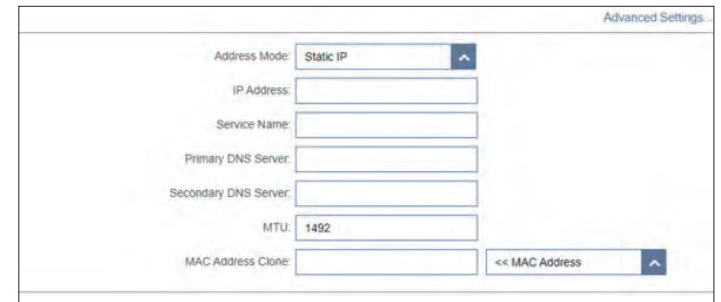 Advanced Settings...
Address Mode: Static IP
IP Address:
Service Name:
Primary DNS Server:
Secondary DNS Server:
MTU: 1492
MAC Address Clone: << MAC Address